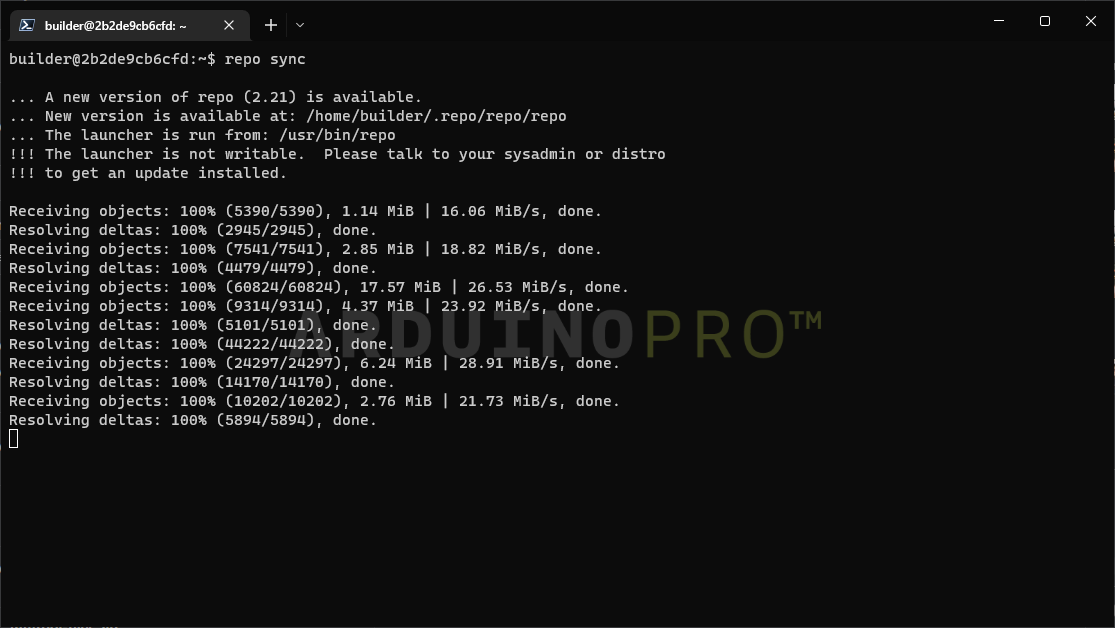 builder@2b2de9cb6cfd: ~
builder@2b2de9cb6cfd:~$ repo sync
... A new version of repo (2.21) is available.
... New version is available at: /home/builder/.repo/repo/repo
... The launcher is run from: /usr/bin/repo
!!! The launcher is not writable.  Please talk to your sysadmin or distro
!!! to get an update installed.
Receiving objects: 100% (5390/5390), 1.14 MiB | 16.06 MiB/s, done.
Resolving deltas: 100% (2945/2945), done.
Receiving objects: 100% (7541/7541), 2.85 MiB | 18.82 MiB/s, done.
Resolving deltas: 100% (4479/4479), done.
Receiving objects: 100% (60824/60824), 17.57 MiB | 26.53 MiB/s, done.
Receiving objects: 100% (9314/9314), 4.37 MiB | 23.92 MiB/s, done.
Resolving deltas: 100% (5101/5101), done.
Resolving deltas: 100% (44222/44222), done.
Receiving objects: 100% (24297/24297), 6.24 MiB | 28.91 MiB/s, done.
Resolving deltas: 100% (14170/14170), done.
Receiving objects: 100% (10202/10202), 2.76 MiB | 21.73 MiB/s, done.
Resolving deltas: 100% (5894/5894), done.
ARDUINOPRO™